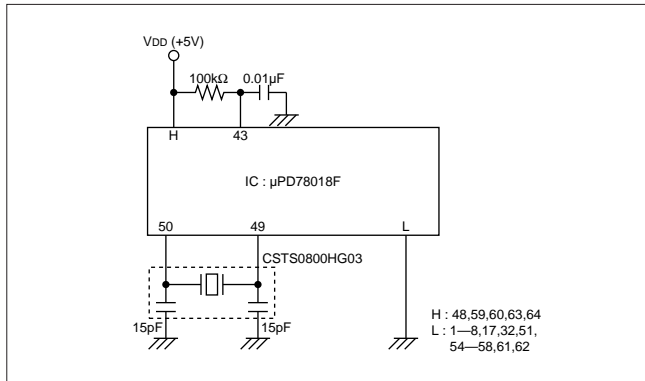 VDD (+5V)
100kΩ 0.01µF
H 43
IC : µPD78018F
50 49 L
CSTS0800HG03
15pF 15pF
H : 48,59,60,63,64
L : 1—8,17,32,51,
54—58,61,62